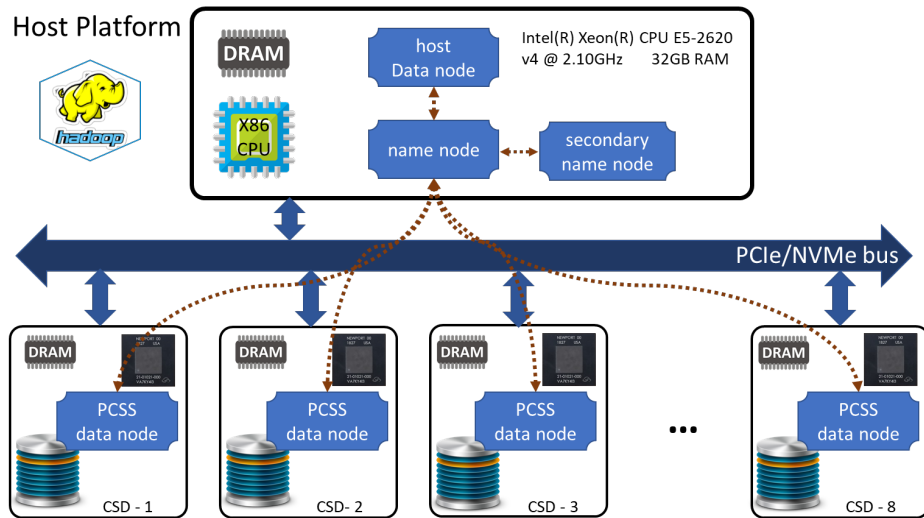 Host Platform
hadoop
DRAM
X86
CPU
host
Data node
Intel(R) Xeon(R) CPU E5-2620
v4 @ 2.10GHz 32GB RAM
name node
secondary
name node
PCIe/NVMe bus
DRAM
PCSS
data node
CSD - 1
DRAM
PCSS
data node
CSD- 2
DRAM
PCSS
data node
CSD - 3
...
DRAM
PCSS
data node
CSD - 8